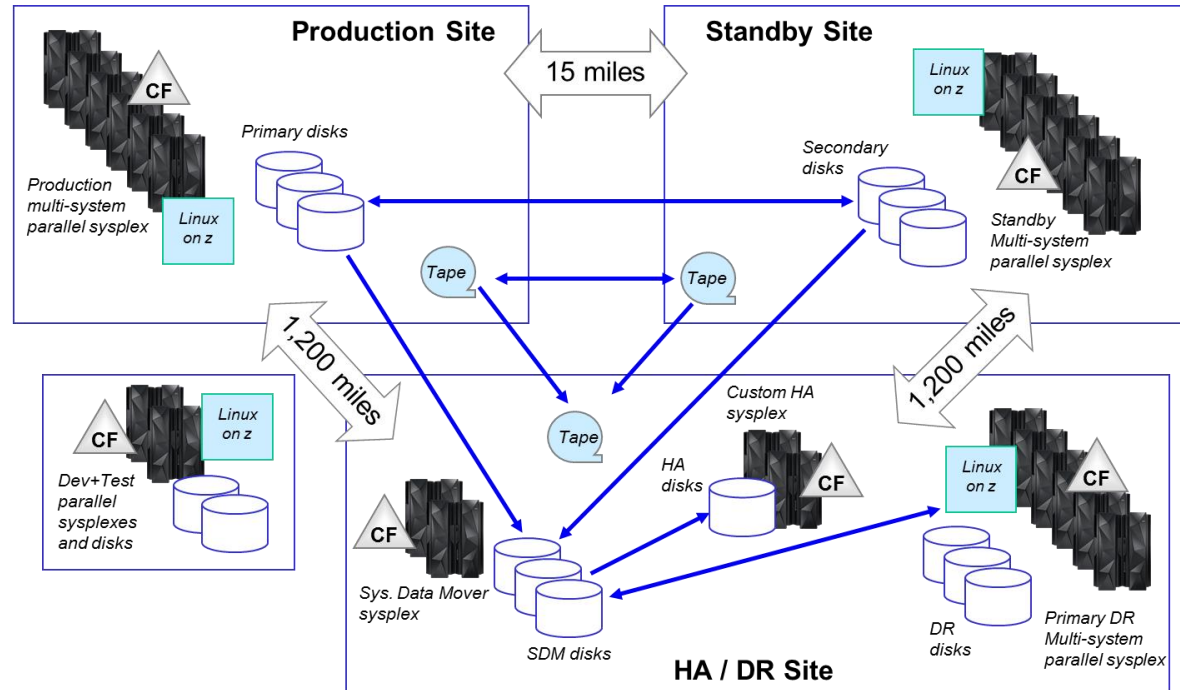 Production Site
Standby Site
15 miles
CF
Linux
on z
Primary disks
Secondary
disks
Production
multi-system
parallel sysplex
Linux
on z
CF
Standby
Multi-system
parallel sysplex
Tape
Tape
1,200 miles
1,200 miles
CF
Linux
on z
Dev+Test
parallel
sysplexes
and disks
Tape
Custom HA
sysplex
HA
disks
CF
Linux
on z
CF
CF
Sys. Data Mover
sysplex
SDM disks
DR
disks
Primary DR
Multi-system
parallel sysplex
HA / DR Site